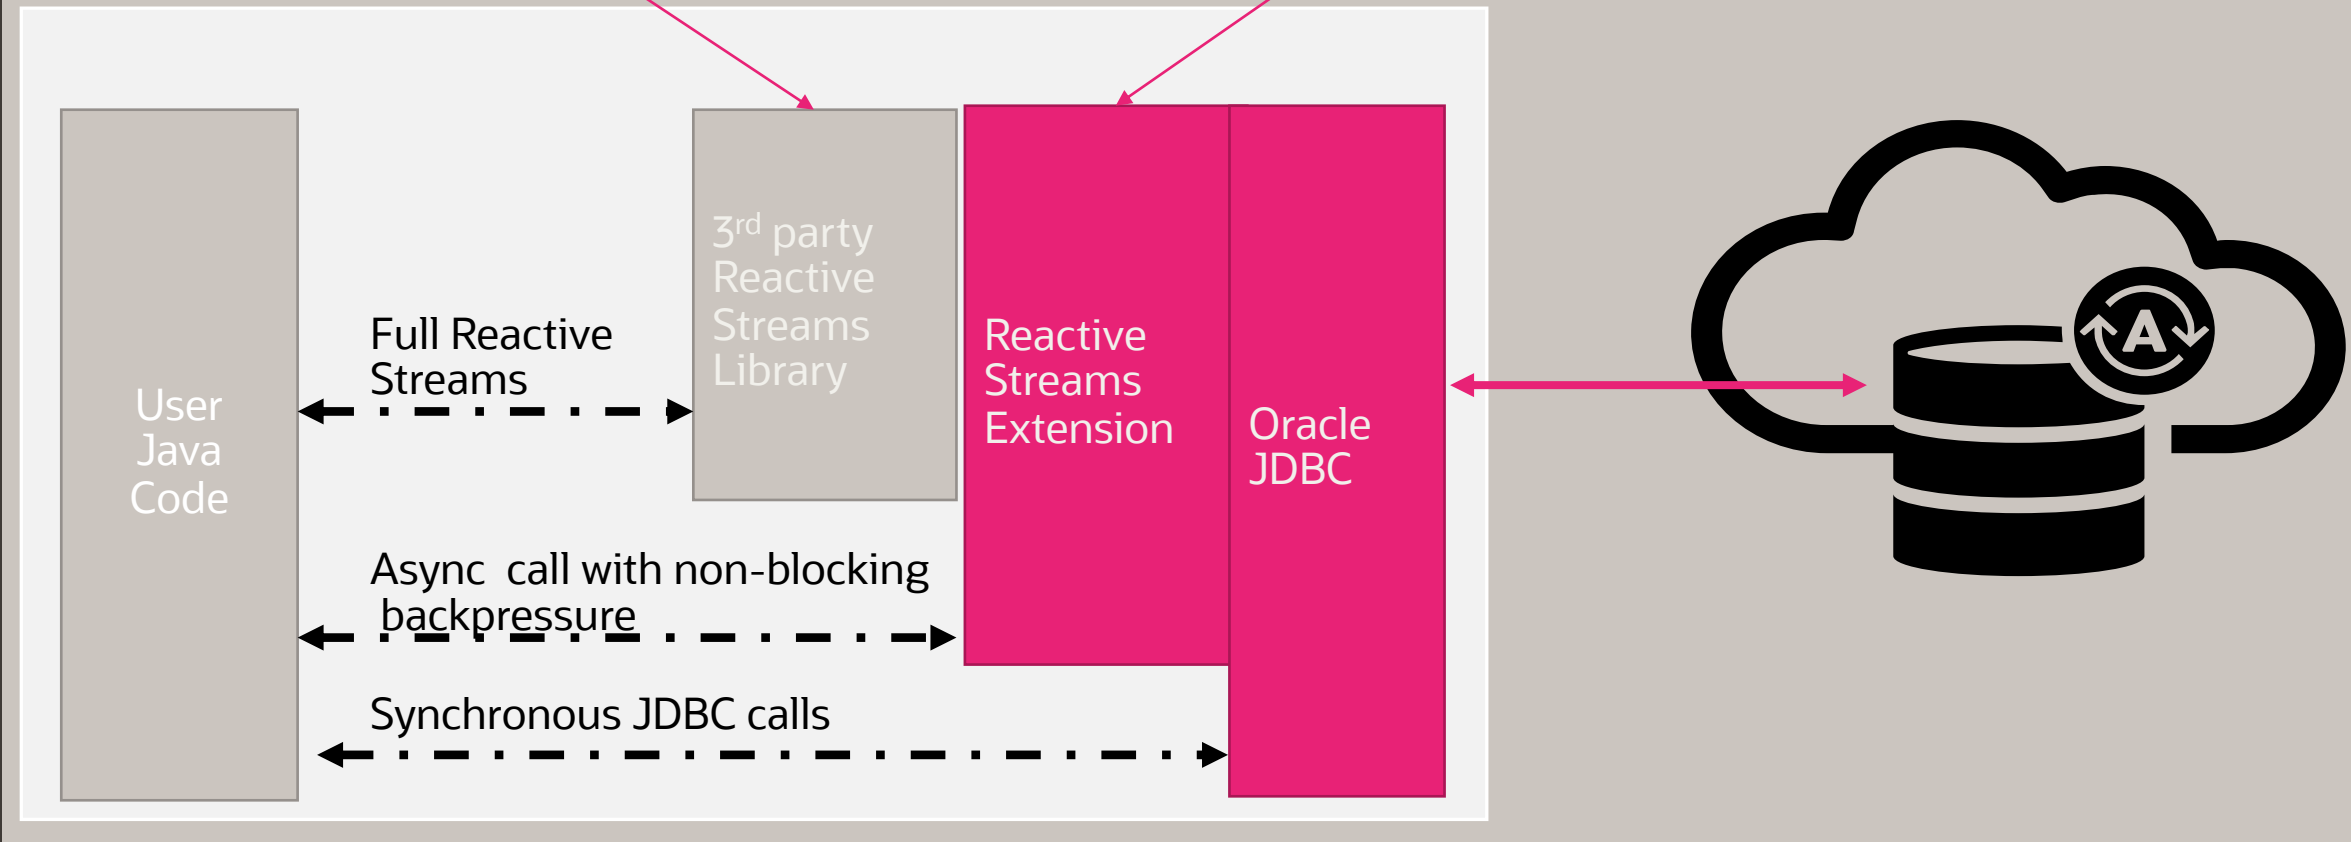 User
Java
Code
Full Reactive
Streams
3rd party
Reactive
Streams
Library
Reactive
Streams
Extension
Oracle
JDBC
A
Async  call with non-blocking
backpressure
Synchronous JDBC calls